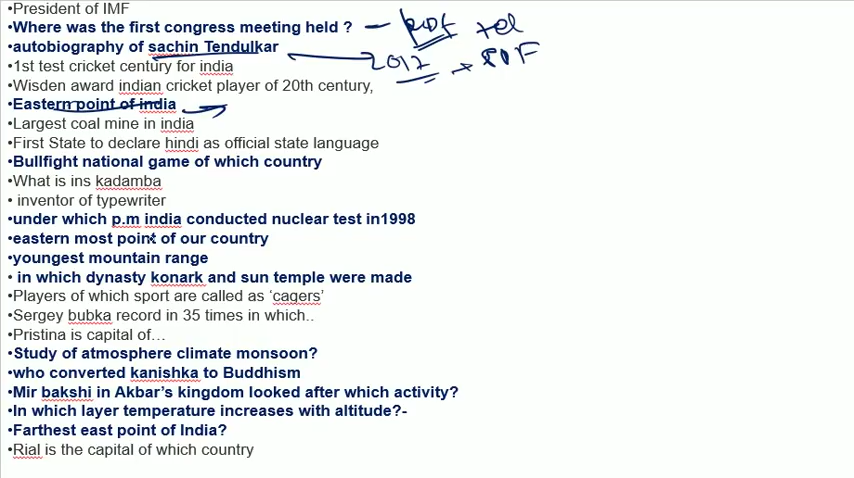 •President of IMF
•Where was the first congress meeting held ? – PDF
•autobiography of sachin Tendulkar
2017 → PDF
•1st test cricket century for india
•Wisden award indian cricket player of 20th century,
•Eastern point of india
•Largest coal mine in india
•First State to declare hindi as official state language
•Bullfight national game of which country
•What is ins kadamba
• inventor of typewriter
•under which p.m india conducted nuclear test in1998
•eastern most point of our country
•youngest mountain range
• in which dynasty konark and sun temple were made
•Players of which sport are called as ‘cagers’
•Sergey bubka record in 35 times in which..
•Pristina is capital of…
•Study of atmosphere climate monsoon?
•who converted kanishka to Buddhism
•Mir bakshi in Akbar’s kingdom looked after which activity?
•In which layer temperature increases with altitude?-
•Farthest east point of India?
•Rial is the capital of which country